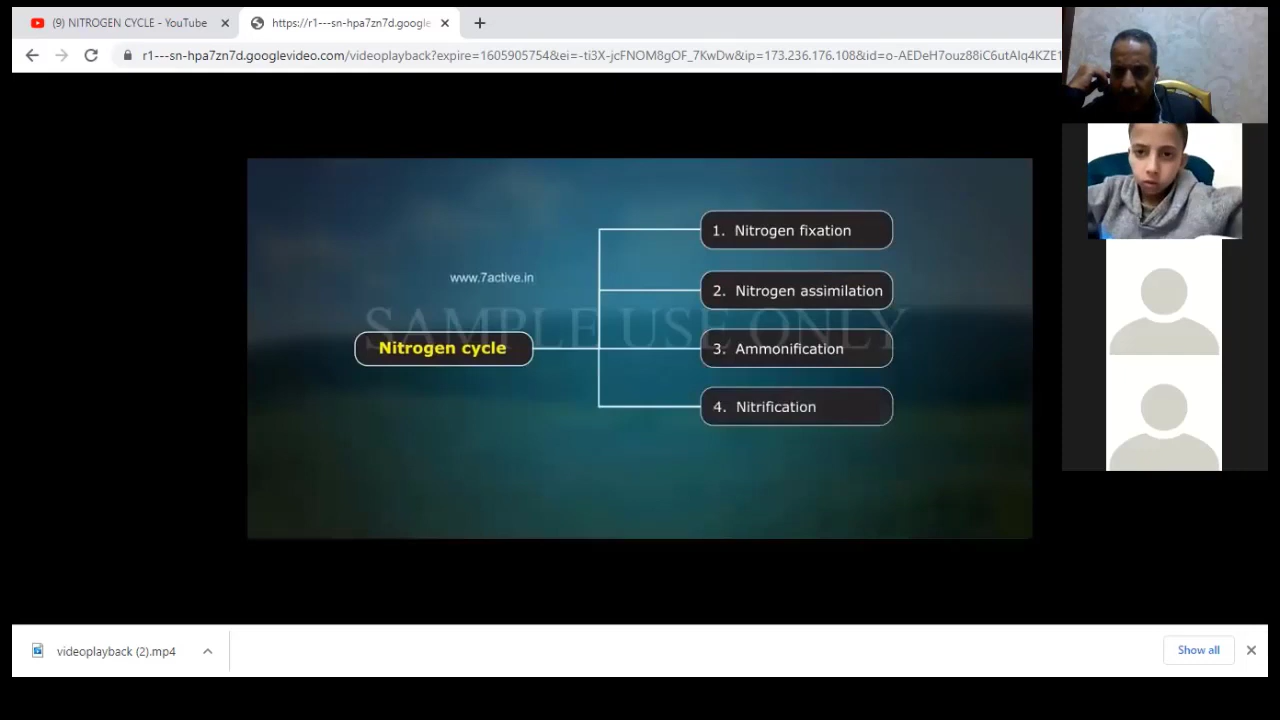 (9) NITROGEN CYCLE - YouTube
https://r1---sn-hpa7zn7d.google
r1---sn-hpa7zn7d.googlevideo.com/videoplayback?expire=1605905754&ei=-ti3X-jcFNOM8gOF_7KwDw&ip=173.236.176.108&id=o-AEDeH7ouz88iC6utAIq4KZE1
1. Nitrogen fixation
www.7active.in
2. Nitrogen assimilation
SAMPLE USE ONLY
Nitrogen cycle
3. Ammonification
4. Nitrification
videoplayback (2).mp4
Show all